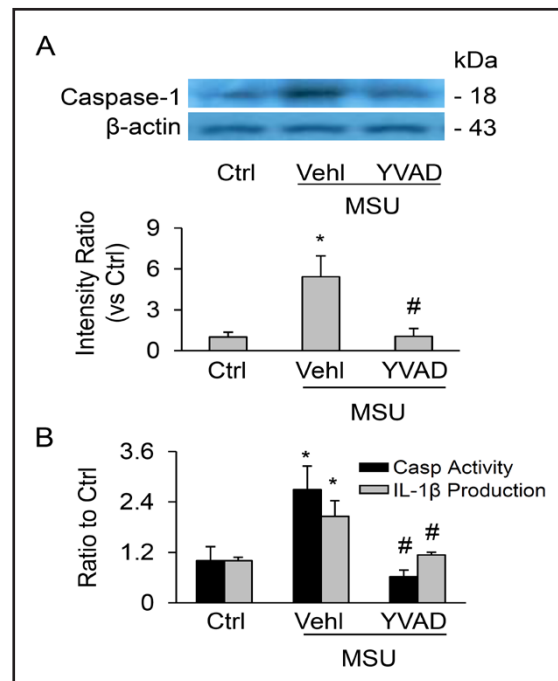 A
kDa
Caspase-1 - 18
β-actin - 43
Ctrl Vehl YVAD
MSU
Intensity Ratio
(vs Ctrl)
9
6
3
0
*
#
Ctrl Vehl YVAD
MSU
B
Ratio to Ctrl
3.6
2.4
1.2
0
Casp Activity
IL-1β Production
* *
# #
Ctrl Vehl YVAD
MSU